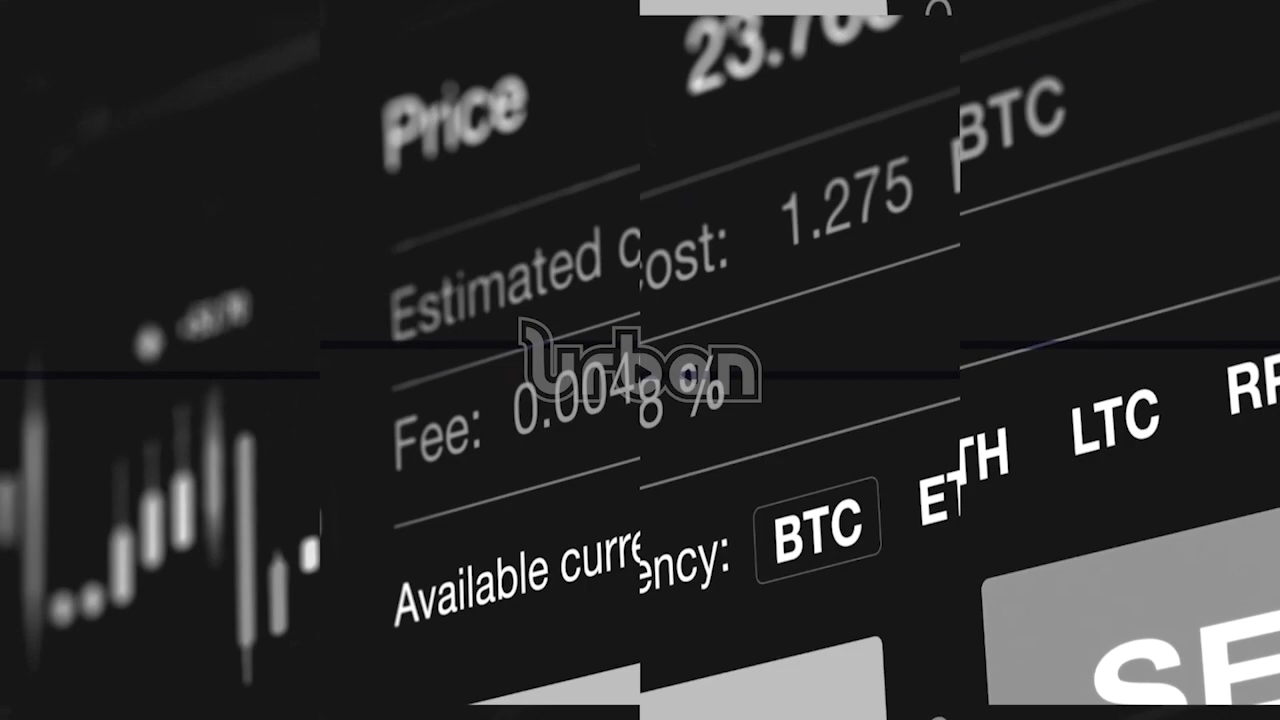 Price
Estimated cost: 1.275 BTC
Fee: 0.0048 %
Available currency: BTC ETH LTC
urban